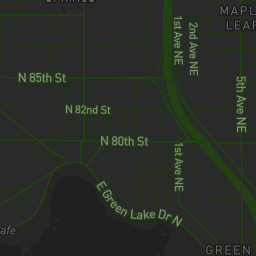 MAPLE
LEAF
1st Ave NE
2nd Ave NE
N 85th St
5th Ave NE
N 82nd St
N 80th St
1st Ave NE
E Green Lake Dr N
GREEN